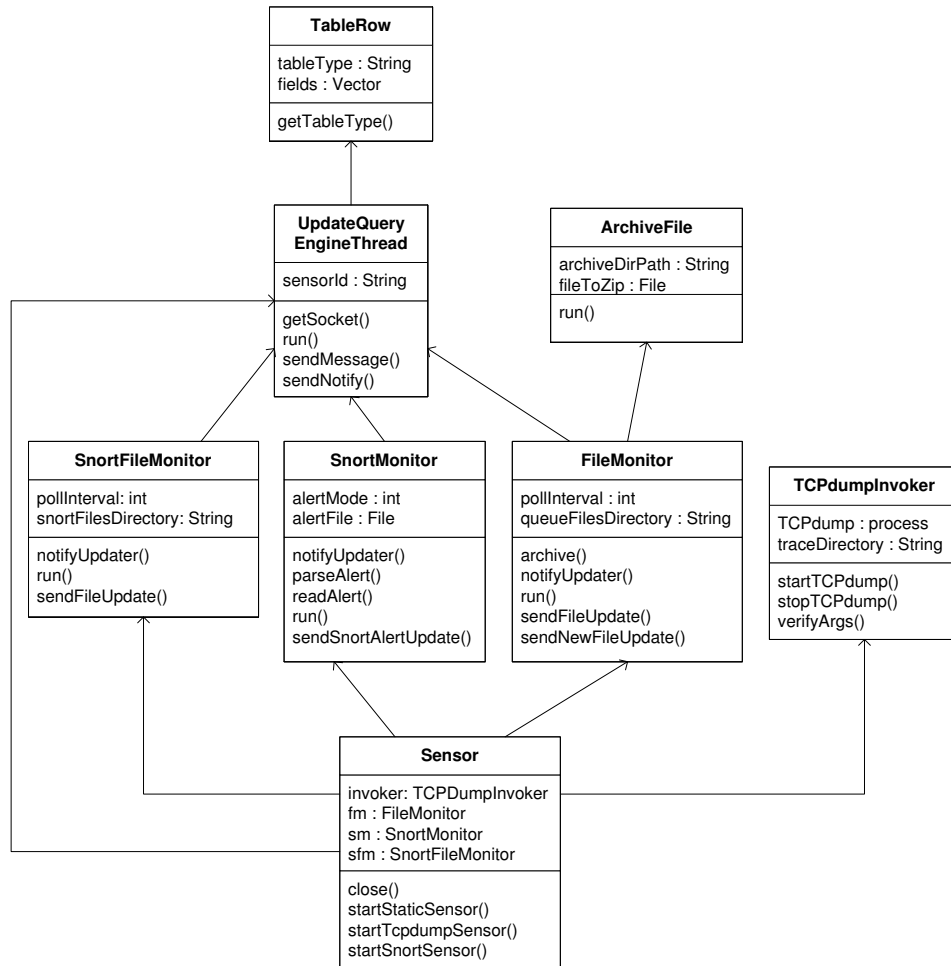 TableRow
tableType : String
fields : Vector
getTableType()
UpdateQuery
EngineThread
sensorId : String
getSocket()
run()
sendMessage()
sendNotify()
ArchiveFile
archiveDirPath : String
fileToZip : File
run()
SnortFileMonitor
pollInterval: int
snortFilesDirectory: String
notifyUpdater()
run()
sendFileUpdate()
SnortMonitor
alertMode : int
alertFile : File
notifyUpdater()
parseAlert()
readAlert()
run()
sendSnortAlertUpdate()
FileMonitor
pollInterval : int
queueFilesDirectory : String
archive()
notifyUpdater()
run()
sendFileUpdate()
sendNewFileUpdate()
TCPdumpInvoker
TCPdump : process
traceDirectory : String
startTCPdump()
stopTCPdump()
verifyArgs()
Sensor
invoker: TCPDumpInvoker
fm : FileMonitor
sm : SnortMonitor
sfm : SnortFileMonitor
close()
startStaticSensor()
startTcpdumpSensor()
startSnortSensor()